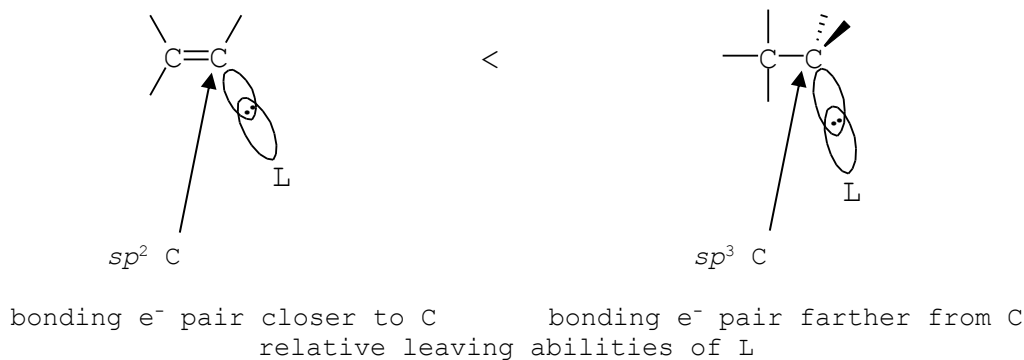 C=C < C–C
L L
sp² C sp³ C
bonding e⁻ pair closer to C bonding e⁻ pair farther from C
relative leaving abilities of L